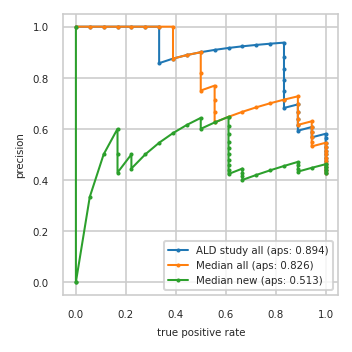 1.0
0.8
0.6
0.4
0.2
0.0
precision
0.0 0.2 0.4 0.6 0.8 1.0
true positive rate
ALD study all (aps: 0.894)
Median all (aps: 0.826)
Median new (aps: 0.513)